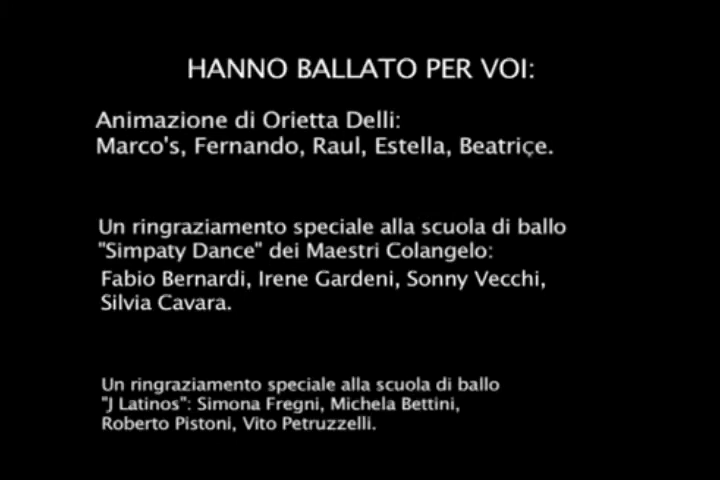 HANNO BALLATO PER VOI:
Animazione di Orietta Delli:
Marco's, Fernando, Raul, Estella, Beatriçe.
Un ringraziamento speciale alla scuola di ballo
"Simpaty Dance" dei Maestri Colangelo:
Fabio Bernardi, Irene Gardeni, Sonny Vecchi,
Silvia Cavara.
Un ringraziamento speciale alla scuola di ballo
"J Latinos": Simona Fregni, Michela Bettini,
Roberto Pistoni, Vito Petruzzelli.